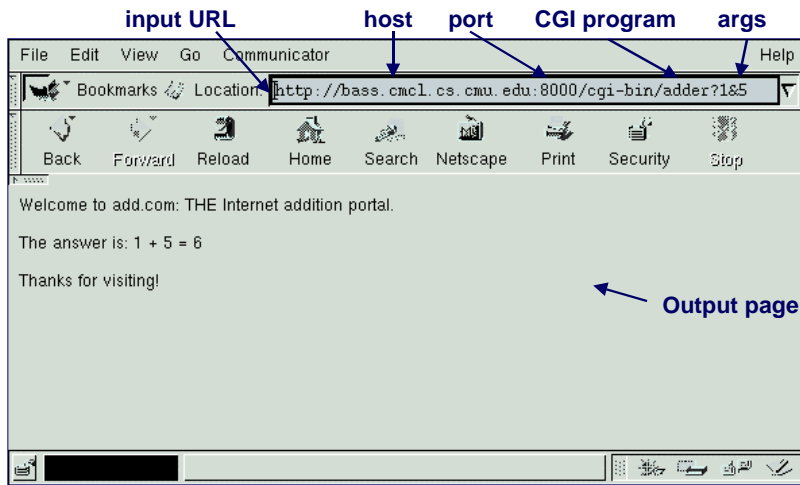 input URL host port CGI program args
File Edit View Go Communicator Help
Bookmarks Location: http://bass.cmcl.cs.cmu.edu:8000/cgi-bin/adder?1&5
Back Forward Reload Home Search Netscape Print Security Stop
Welcome to add.com: THE Internet addition portal.
The answer is: 1 + 5 = 6
Thanks for visiting!
Output page